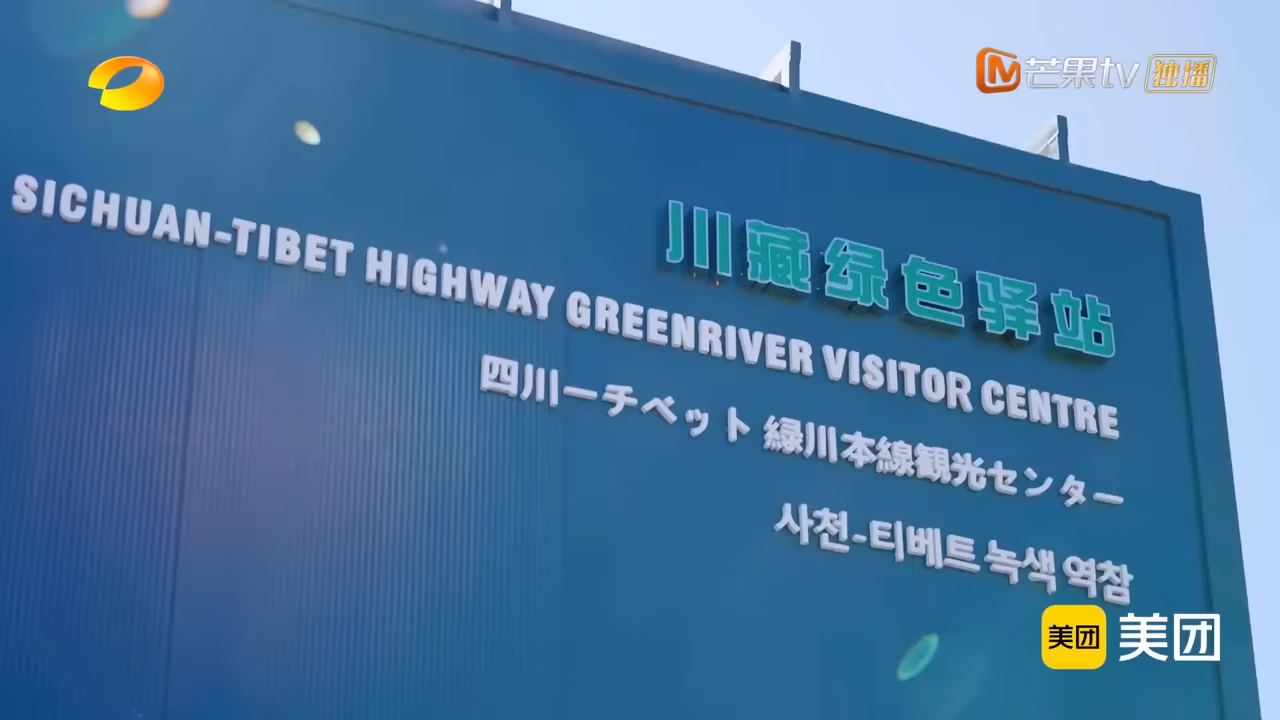 芒果tv 独播
川藏绿色驿站
SICHUAN-TIBET HIGHWAY GREENRIVER VISITOR CENTRE
四川ーチベット 緑川本線観光センター
사천-티베트 녹색 역참
美团 美团